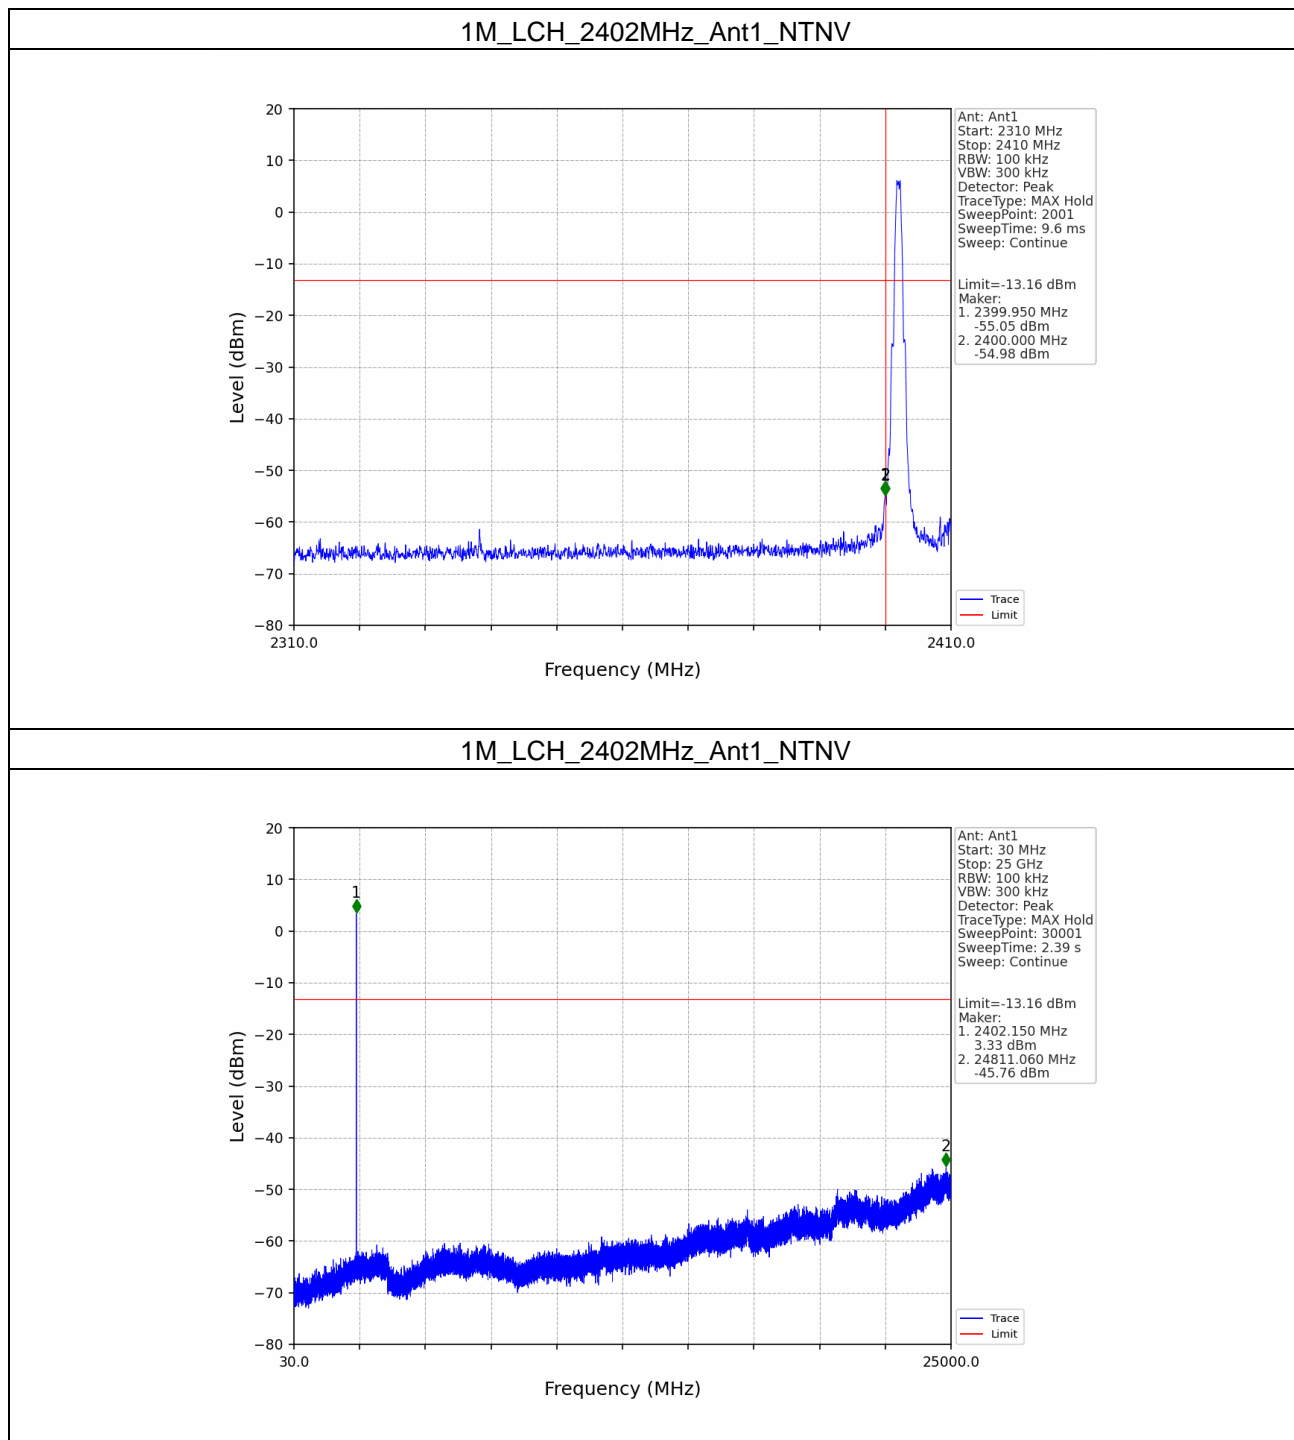 1M_LCH_2402MHz_Ant1_NTNV
20
10
0
−10
−20
−30
−40
−50
−60
−70
−80
Level (dBm)
2
2310.0
2410.0
Frequency (MHz)
Ant: Ant1
Start: 2310 MHz
Stop: 2410 MHz
RBW: 100 kHz
VBW: 300 kHz
Detector: Peak
TraceType: MAX Hold
SweepPoint: 2001
SweepTime: 9.6 ms
Sweep: Continue
Limit=-13.16 dBm
Maker:
1. 2399.950 MHz
-55.05 dBm
2. 2400.000 MHz
-54.98 dBm
Trace
Limit
1M_LCH_2402MHz_Ant1_NTNV
20
10
0
−10
−20
−30
−40
−50
−60
−70
−80
Level (dBm)
1
2
30.0
25000.0
Frequency (MHz)
Ant: Ant1
Start: 30 MHz
Stop: 25 GHz
RBW: 100 kHz
VBW: 300 kHz
Detector: Peak
TraceType: MAX Hold
SweepPoint: 30001
SweepTime: 2.39 s
Sweep: Continue
Limit=-13.16 dBm
Maker:
1. 2402.150 MHz
3.33 dBm
2. 24811.060 MHz
-45.76 dBm
Trace
Limit